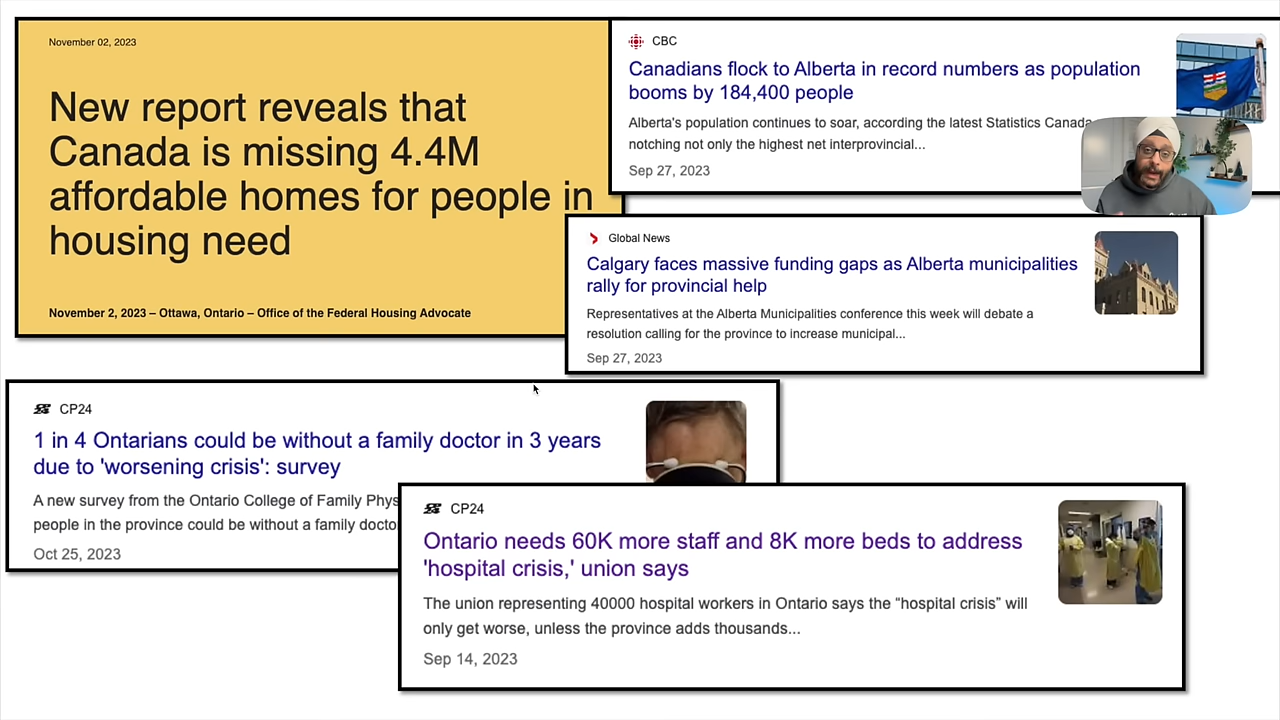 November 02, 2023
New report reveals that
Canada is missing 4.4M
affordable homes for people in
housing need
November 2, 2023 – Ottawa, Ontario – Office of the Federal Housing Advocate
CBC
Canadians flock to Alberta in record numbers as population
booms by 184,400 people
Alberta's population continues to soar, according the latest Statistics Canada
notching not only the highest net interprovincial...
Sep 27, 2023
Global News
Calgary faces massive funding gaps as Alberta municipalities
rally for provincial help
Representatives at the Alberta Municipalities conference this week will debate a
resolution calling for the province to increase municipal...
Sep 27, 2023
CP24
1 in 4 Ontarians could be without a family doctor in 3 years
due to 'worsening crisis': survey
A new survey from the Ontario College of Family Phys
people in the province could be without a family docto
Oct 25, 2023
CP24
Ontario needs 60K more staff and 8K more beds to address
'hospital crisis,' union says
The union representing 40000 hospital workers in Ontario says the “hospital crisis” will
only get worse, unless the province adds thousands...
Sep 14, 2023